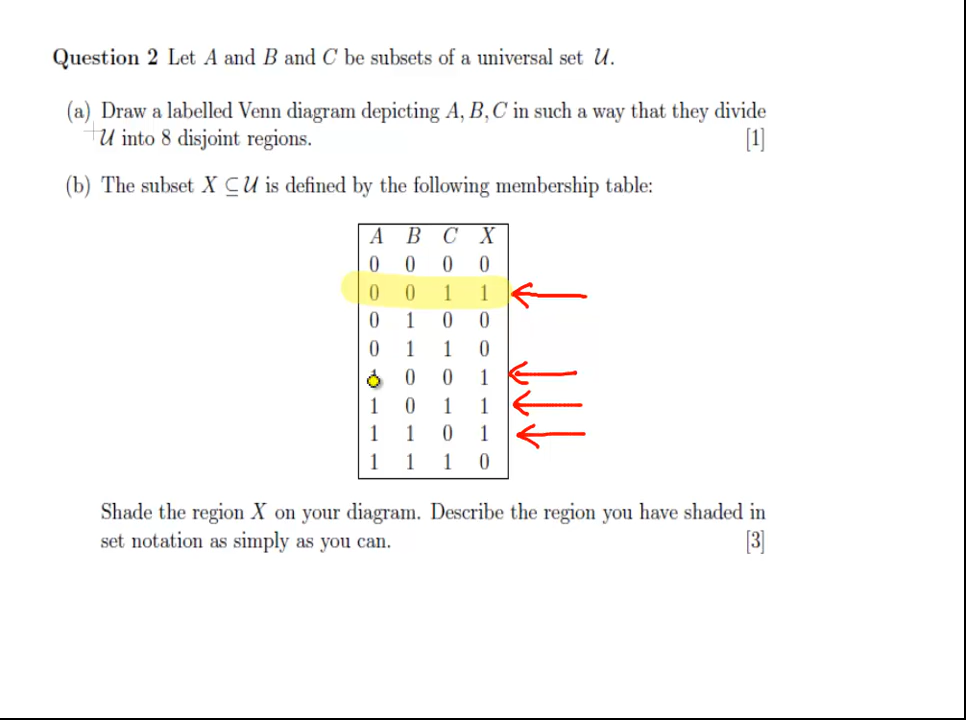 Question 2 Let A and B and C be subsets of a universal set U.
(a) Draw a labelled Venn diagram depicting A, B, C in such a way that they divide
U into 8 disjoint regions. [1]
(b) The subset X ⊆ U is defined by the following membership table:
A B C X
0 0 0 0
0 0 1 1
0 1 0 0
0 1 1 0
0 0 1
1 0 1 1
1 1 0 1
1 1 1 0
Shade the region X on your diagram. Describe the region you have shaded in
set notation as simply as you can. [3]